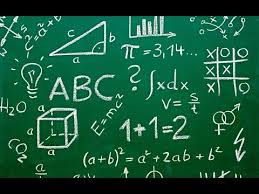 π = 3,14...
c
a
b
ABC
?
∫xdx
v = s/t
H₂O
a
a
a
E=mc²
1+1=2
(a+b)² = a² + 2ab + b²